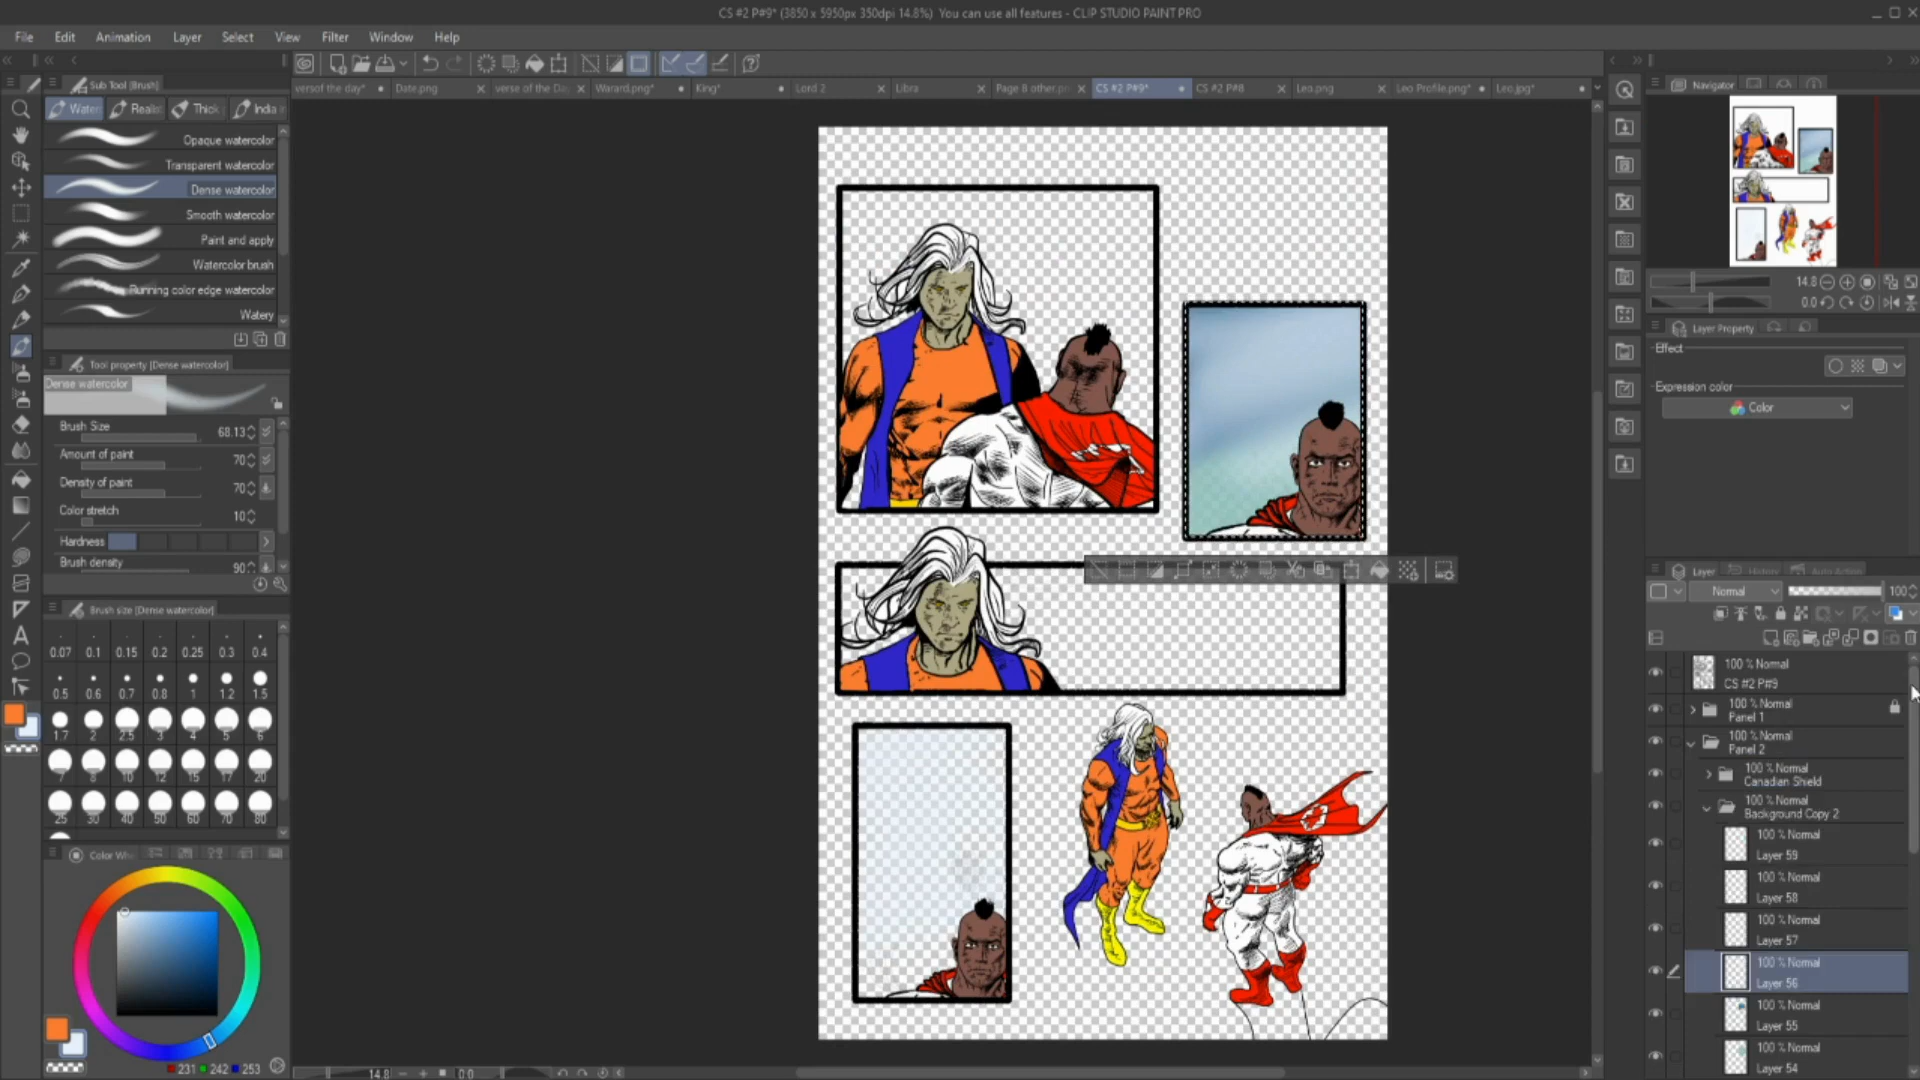 CS #2 P#9* (3850 x 5950px 350dpi 14.8%) You can use all features - CLIP STUDIO PAINT PRO
File Edit Animation Layer Select View Filter Window Help
Sub Tool [Brush]
versof the day* Date.png verse of the Day Warard.png* King* Lord 2 Libra Page 8 other.pn CS #2 P#9* CS #2 P#8 Leo.png Leo Profile.png* Leo.jpg*
Navigator
Water Realis Thick India
Opaque watercolor
Transparent watercolor
Dense watercolor
Smooth watercolor
Paint and apply
Watercolor brush
Running color edge watercolor
Watery
14.8
0.0
Layer Property
Effect
Expression color
Color
Tool property [Dense watercolor]
Dense watercolor
Brush Size 68.13
Amount of paint 70
Density of paint 70
Color stretch 10
Hardness
Brush density 90
Brush size [Dense watercolor]
0.07 0.1 0.15 0.2 0.25 0.3 0.4
0.5 0.6 0.7 0.8 1 1.2 1.5
1.7 2 2.5 3 4 5 6
7 8 10 12 15 17 20
25 30 40 50 60 70 80
Layer History Auto Action
Normal 100
100 % Normal
CS #2 P#9
100 % Normal
Panel 1
100 % Normal
Panel 2
100 % Normal
Canadian Shield
100 % Normal
Background Copy 2
100 % Normal
Layer 59
100 % Normal
Layer 58
100 % Normal
Layer 57
100 % Normal
Layer 56
100 % Normal
Layer 55
100 % Normal
Layer 54
Color Whe
231 242 253
14.8 0.0